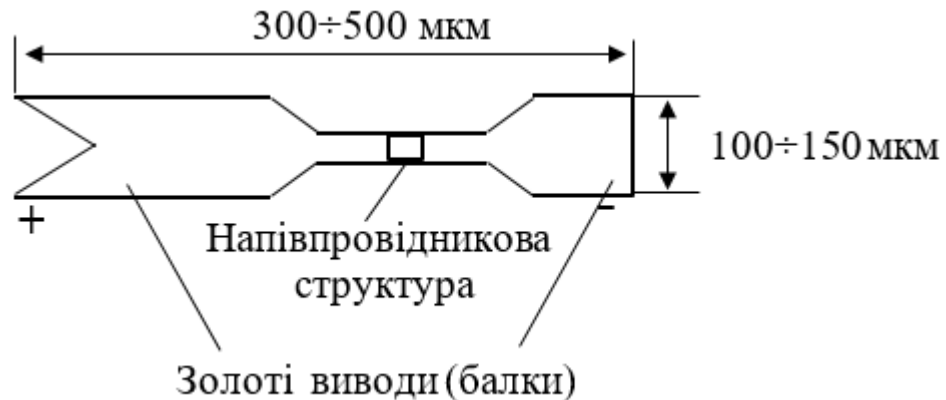 300÷500 мкм
100÷150 мкм
+
-
Напівпровідникова
структура
Золоті виводи (балки)